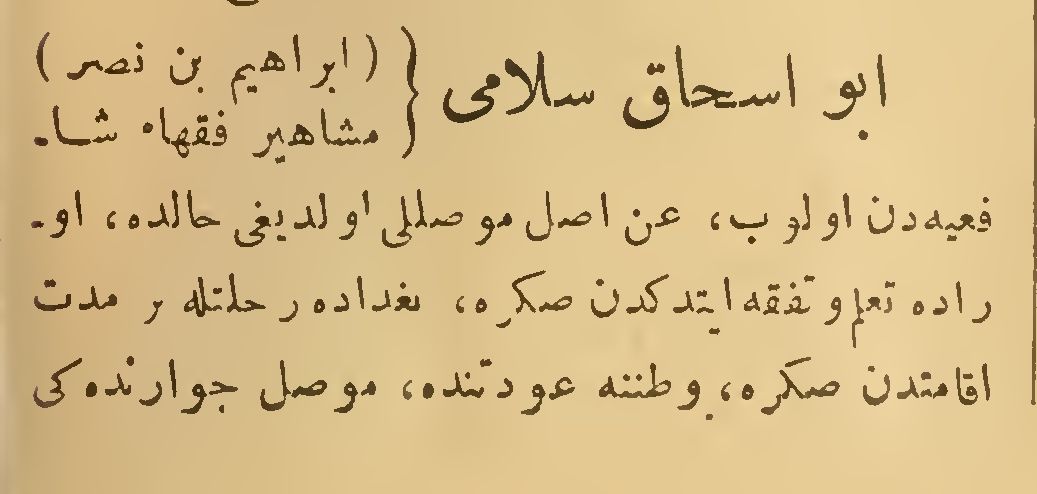 ابو اسحاق سلامى { (ابراهيم بن نصر)
مشاهير فقهاء شا-
فعيه‌دن اولوب، عن اصل موصللى اولديغى حالده، او-
راده تعلم و تفقه ايتدكدن صكره، بغداده رحلتله بر مدت
اقامتدن صكره، وطننه عودتنده، موصل جوارنده‌كى